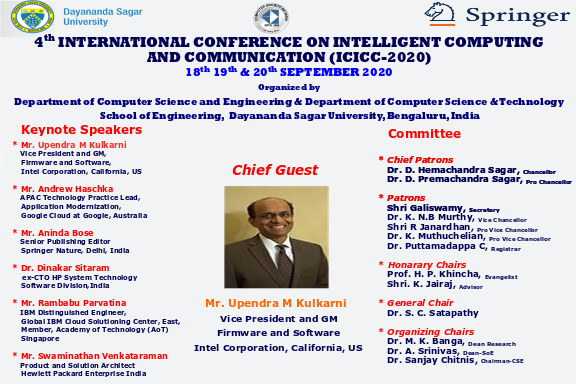 Dayananda Sagar
University
Springer
4th INTERNATIONAL CONFERENCE ON INTELLIGENT COMPUTING
AND COMMUNICATION (ICICC-2020)
18th 19th & 20th SEPTEMBER 2020
Organized by
Department of Computer Science and Engineering & Department of Computer Science &Technology
School of Engineering, Dayananda Sagar University, Bengaluru, India
Keynote Speakers
* Mr. Upendra M Kulkarni
Vice President and GM,
Firmware and Software,
Intel Corporation, California, US
* Mr. Andrew Haschka
APAC Technology Practice Lead,
Application Modernization,
Google Cloud at Google, Australia
* Mr. Aninda Bose
Senior Publishing Editor
Springer Nature, Delhi, India
* Dr. Dinakar Sitaram
ex-CTO HP System Technology
Software Division,India
* Mr. Rambabu Parvatina
IBM Distinguished Engineer,
Global IBM Cloud Solutioning Center, East,
Member, Academy of Technology (AoT)
Singapore
* Mr. Swaminathan Venkataraman
Product and Solution Architect
Hewlett Packard Enterprise India
Chief Guest
Mr. Upendra M Kulkarni
Vice President and GM
Firmware and Software
Intel Corporation, California, US
Committee
* Chief Patrons
Dr. D. Hemachandra Sagar, Chancellor
Dr. D. Premachandra Sagar, Pro Chancellor
* Patrons
Shri Galiswamy, Secretary
Dr. K. N.B Murthy, Vice Chancellor
Shri R Janardhan, Pro Vice Chancellor
Dr. K. Muthuchelian, Pro Vice Chancellor
Dr. Puttamadappa C, Registrar
* Honarary Chairs
Prof. H. P. Khincha, Evangelist
Shri. K. Jairaj, Advisor
* General Chair
Dr. S. C. Satapathy
* Organizing Chairs
Dr. M. K. Banga, Dean Research
Dr. A. Srinivas, Dean-SoE
Dr. Sanjay Chitnis, Chairman-CSE